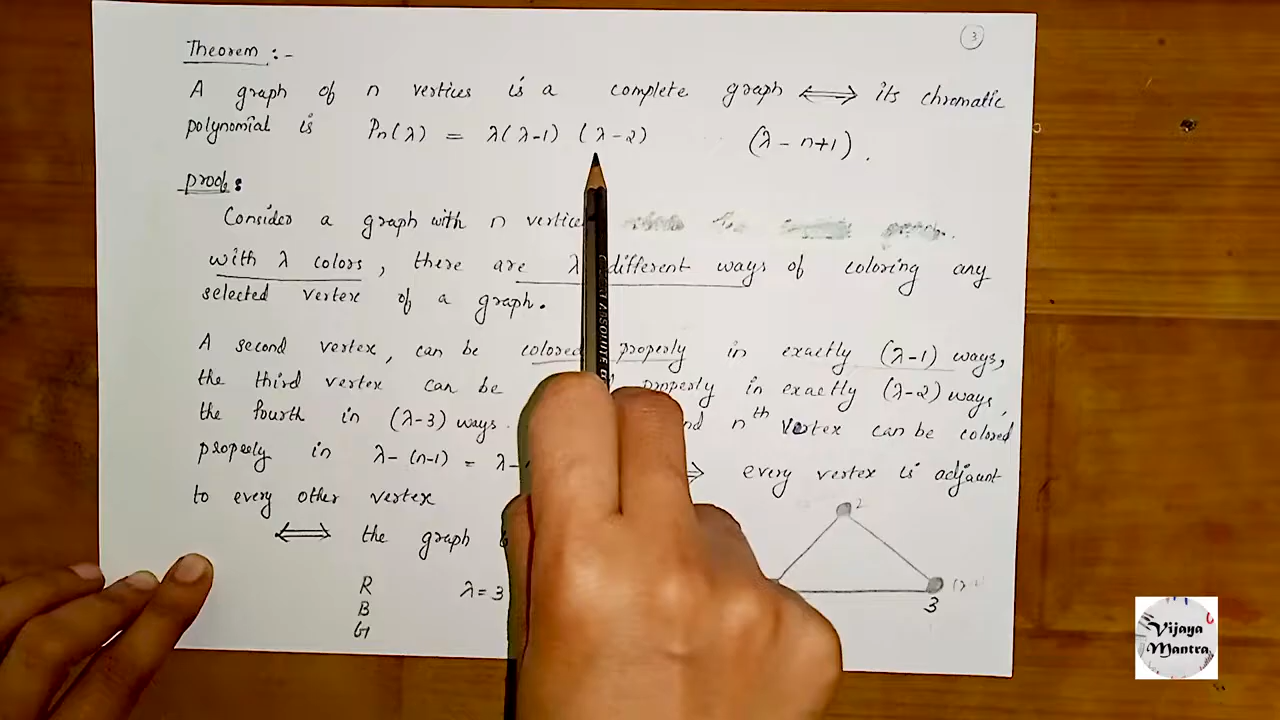 3
Theorem :-
A graph of n vertices is a complete graph ⟺ its chromatic
polynomial is Pn(λ) = λ(λ-1) (λ-2) (λ-n+1).
proof:
Consider a graph with n
with λ colors, there are λ different ways of coloring any
selected vertex of a graph.
A second vertex, can be colored properly in exactly (λ-1) ways,
the third vertex can be properly in exactly (λ-2) ways,
the fourth in (λ-3) ways. nth vertex can be colored
properly in λ-(n-1) = λ- every vertex is adjaunt
to every other vertex
⟺ the graph
2
R λ=3
B
G
3
Vijaya
Mantra